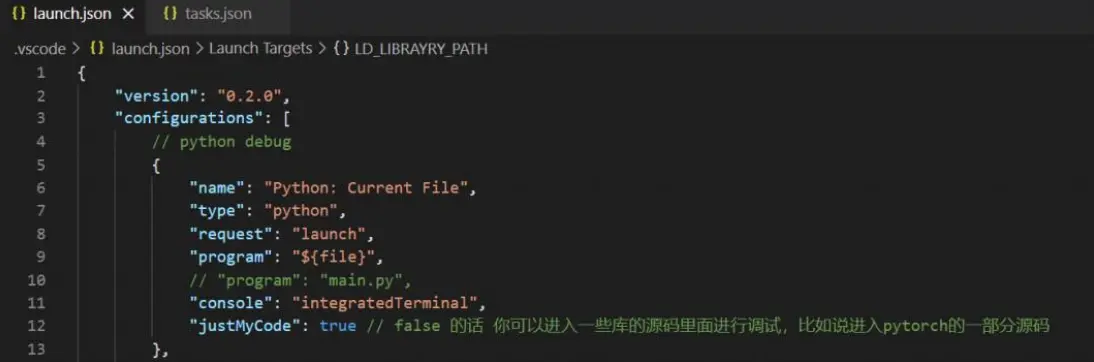 {} launch.json × {} tasks.json
.vscode > {} launch.json > Launch Targets > {} LD_LIBRAYRY_PATH
1 {
2 "version": "0.2.0",
3 "configurations": [
4 // python debug
5 {
6 "name": "Python: Current File",
7 "type": "python",
8 "request": "launch",
9 "program": "${file}",
10 // "program": "main.py",
11 "console": "integratedTerminal",
12 "justMyCode": true // false 的话 你可以进入一些库的源码里面进行调试，比如说进入pytorch的一部分源码
13 },